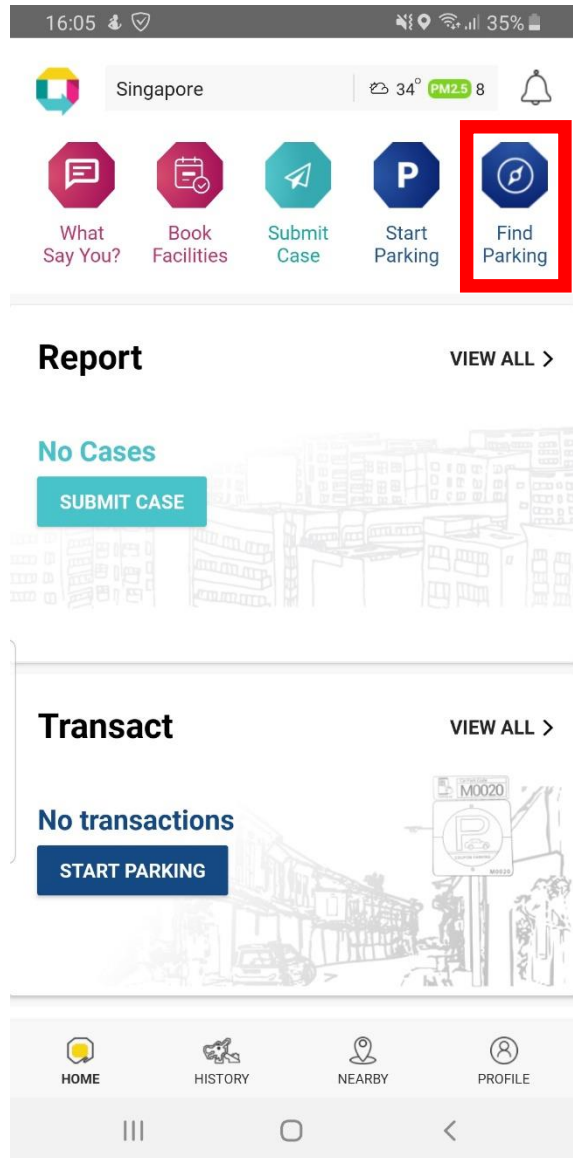 16:05 35%
Singapore 34° PM2.5 8
What Say You?
Book Facilities
Submit Case
P
Start Parking
Find Parking
Report VIEW ALL >
No Cases
SUBMIT CASE
Transact VIEW ALL >
M0020
No transactions
P
START PARKING
M0020
HOME HISTORY NEARBY PROFILE